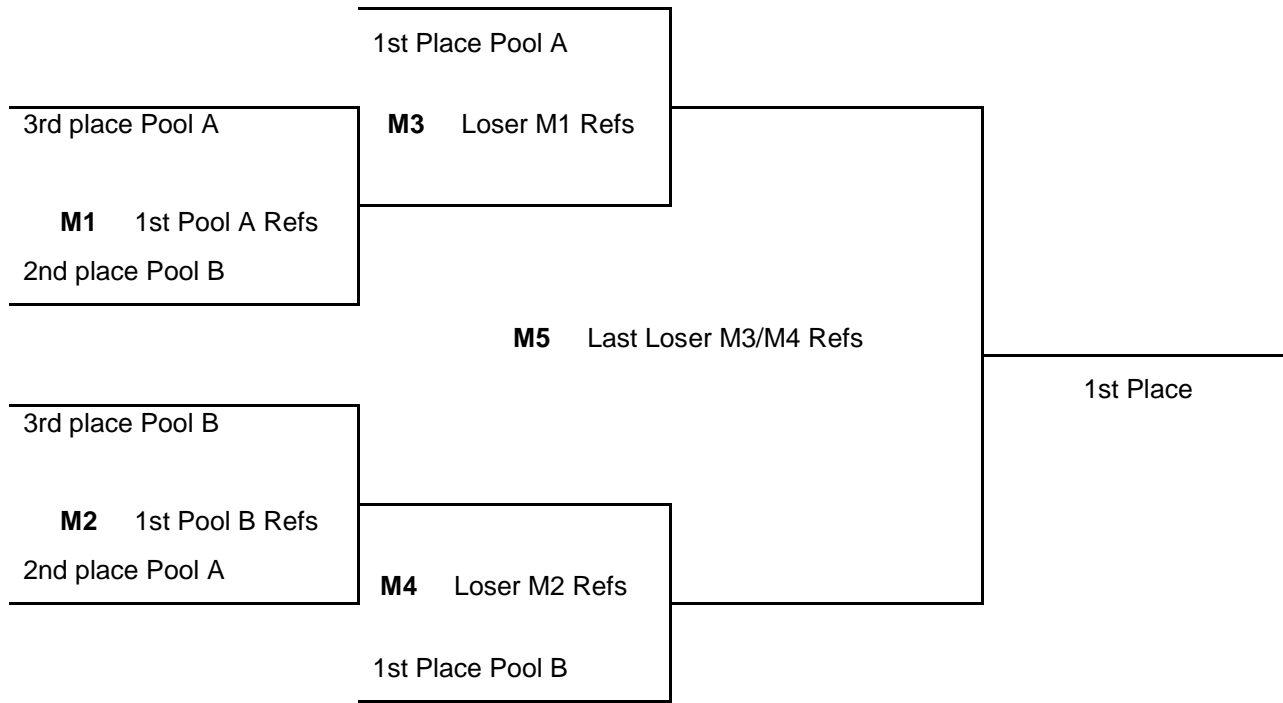 1st Place Pool A
3rd place Pool A
M3 Loser M1 Refs
M1 1st Pool A Refs
2nd place Pool B
M5 Last Loser M3/M4 Refs
1st Place
3rd place Pool B
M2 1st Pool B Refs
2nd place Pool A
M4 Loser M2 Refs
1st Place Pool B